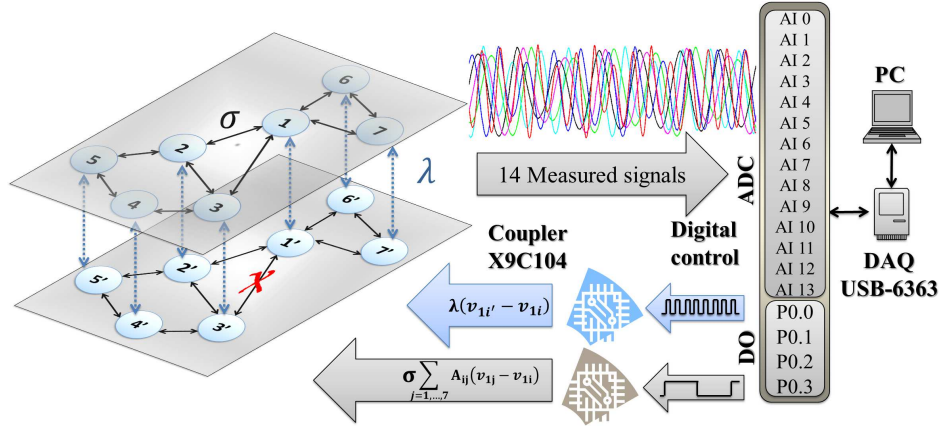 6
σ
1
7
2
5
4
3
λ
6'
1'
7'
2'
5'
X
4'
3'
14 Measured signals
Coupler
X9C104
Digital
control
λ(v₁ᵢ′ − v₁ᵢ)
σ∑ Aᵢⱼ(v₁ⱼ − v₁ᵢ)
j=1,...,7
ADC
DO
AI 0
AI 1
AI 2
AI 3
AI 4
AI 5
AI 6
AI 7
AI 8
AI 9
AI 10
AI 11
AI 12
AI 13
P0.0
P0.1
P0.2
P0.3
PC
DAQ
USB-6363